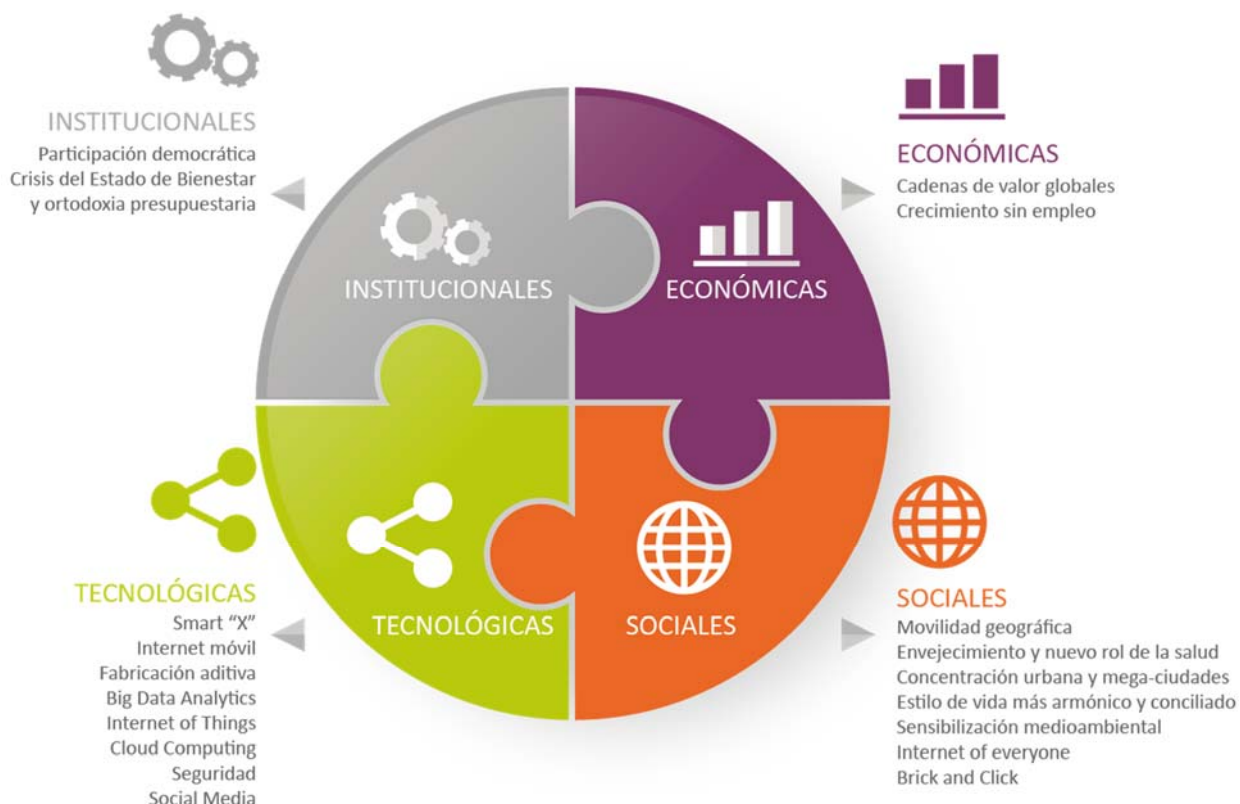 INSTITUCIONALES
Participación democrática
Crisis del Estado de Bienestar
y ortodoxia presupuestaria
ECONÓMICAS
Cadenas de valor globales
Crecimiento sin empleo
INSTITUCIONALES
ECONÓMICAS
TECNOLÓGICAS
SOCIALES
TECNOLÓGICAS
Smart “X”
Internet móvil
Fabricación aditiva
Big Data Analytics
Internet of Things
Cloud Computing
Seguridad
Social Media
SOCIALES
Movilidad geográfica
Envejecimiento y nuevo rol de la salud
Concentración urbana y mega-ciudades
Estilo de vida más armónico y conciliado
Sensibilización medioambiental
Internet of everyone
Brick and Click